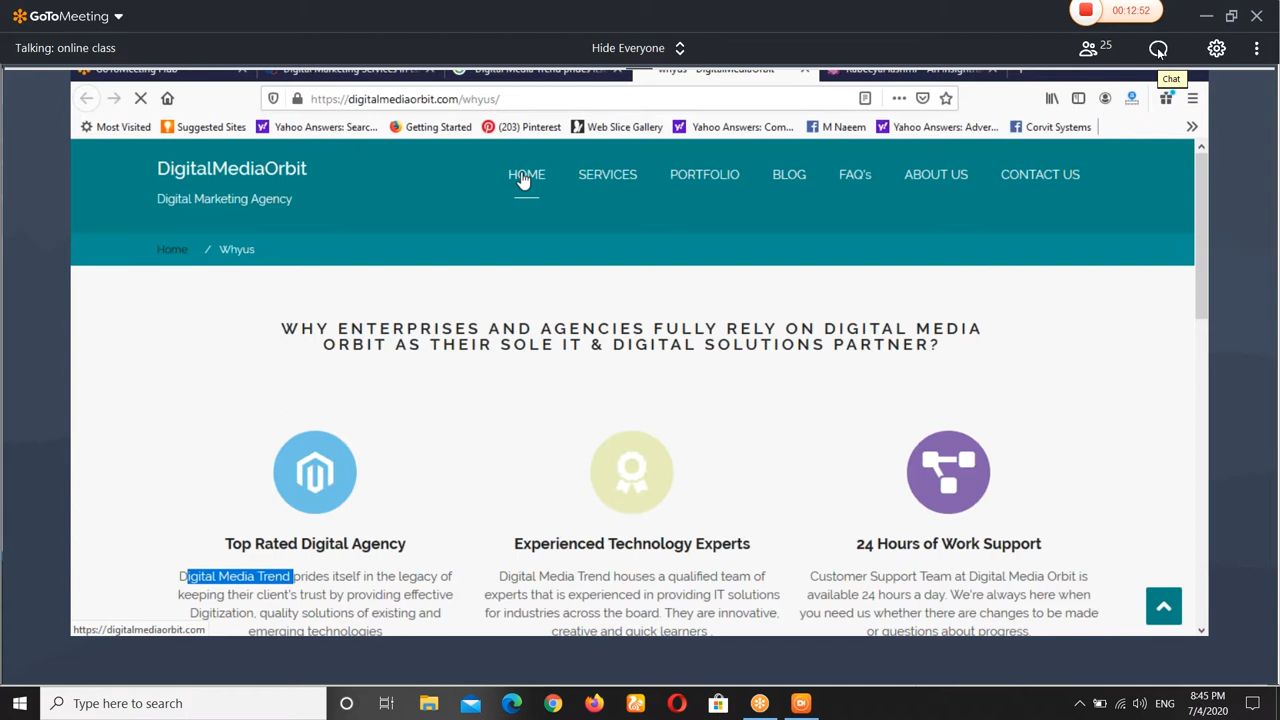 GoToMeeting
00:12:52
Talking: online class
Hide Everyone
25
Chat
https://digitalmediaorbit.com/whyus/
Most Visited
Suggested Sites
Yahoo Answers: Searc...
Getting Started
(203) Pinterest
Web Slice Gallery
Yahoo Answers: Com...
M Naeem
Yahoo Answers: Adver...
Corvit Systems
DigitalMediaOrbit
Digital Marketing Agency
HOME
SERVICES
PORTFOLIO
BLOG
FAQ's
ABOUT US
CONTACT US
Home / Whyus
WHY ENTERPRISES AND AGENCIES FULLY RELY ON DIGITAL MEDIA
ORBIT AS THEIR SOLE IT & DIGITAL SOLUTIONS PARTNER?
Top Rated Digital Agency
Digital Media Trend prides itself in the legacy of
keeping their client's trust by providing effective
Digitization, quality solutions of existing and
emerging technologies
Experienced Technology Experts
Digital Media Trend houses a qualified team of
experts that is experienced in providing IT solutions
for industries across the board. They are innovative,
creative and quick learners .
24 Hours of Work Support
Customer Support Team at Digital Media Orbit is
available 24 hours a day. We're always here when
you need us whether there are changes to be made
or questions about progress.
https://digitalmediaorbit.com
Type here to search
ENG
8:45 PM
7/4/2020